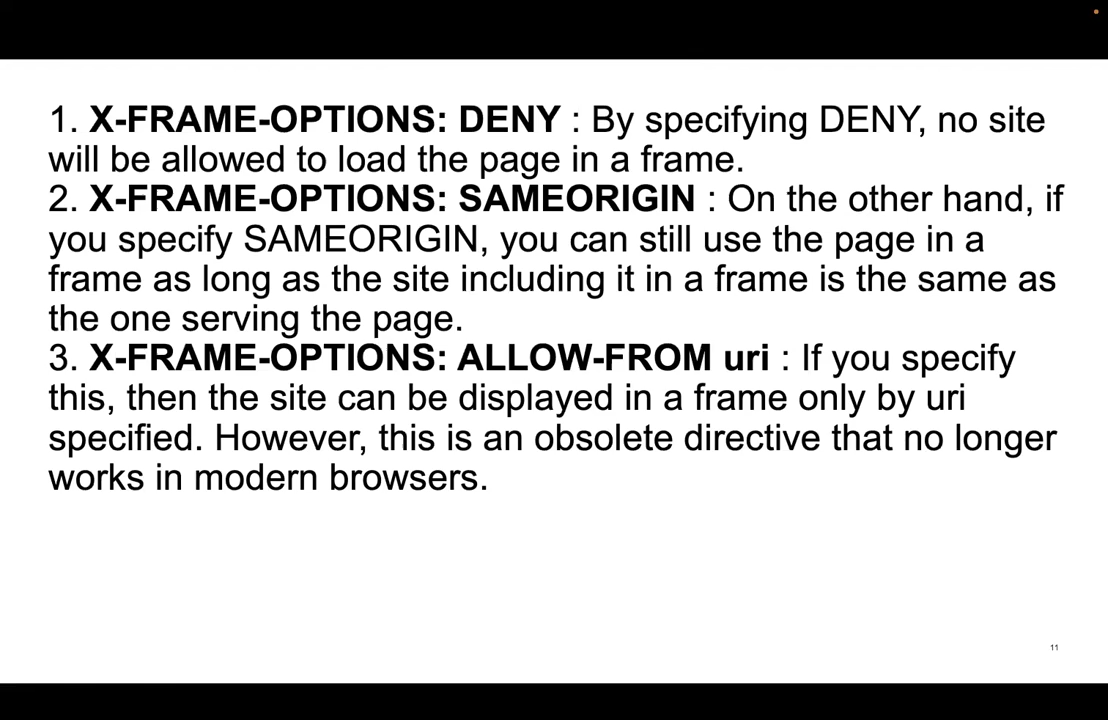 1. X-FRAME-OPTIONS: DENY : By specifying DENY, no site
will be allowed to load the page in a frame.
2. X-FRAME-OPTIONS: SAMEORIGIN : On the other hand, if
you specify SAMEORIGIN, you can still use the page in a
frame as long as the site including it in a frame is the same as
the one serving the page.
3. X-FRAME-OPTIONS: ALLOW-FROM uri : If you specify
this, then the site can be displayed in a frame only by uri
specified. However, this is an obsolete directive that no longer
works in modern browsers.
11